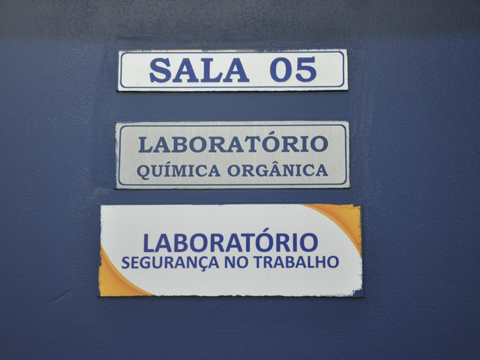 SALA 05
LABORATÓRIO
QUÍMICA ORGÂNICA
LABORATÓRIO
SEGURANÇA NO TRABALHO